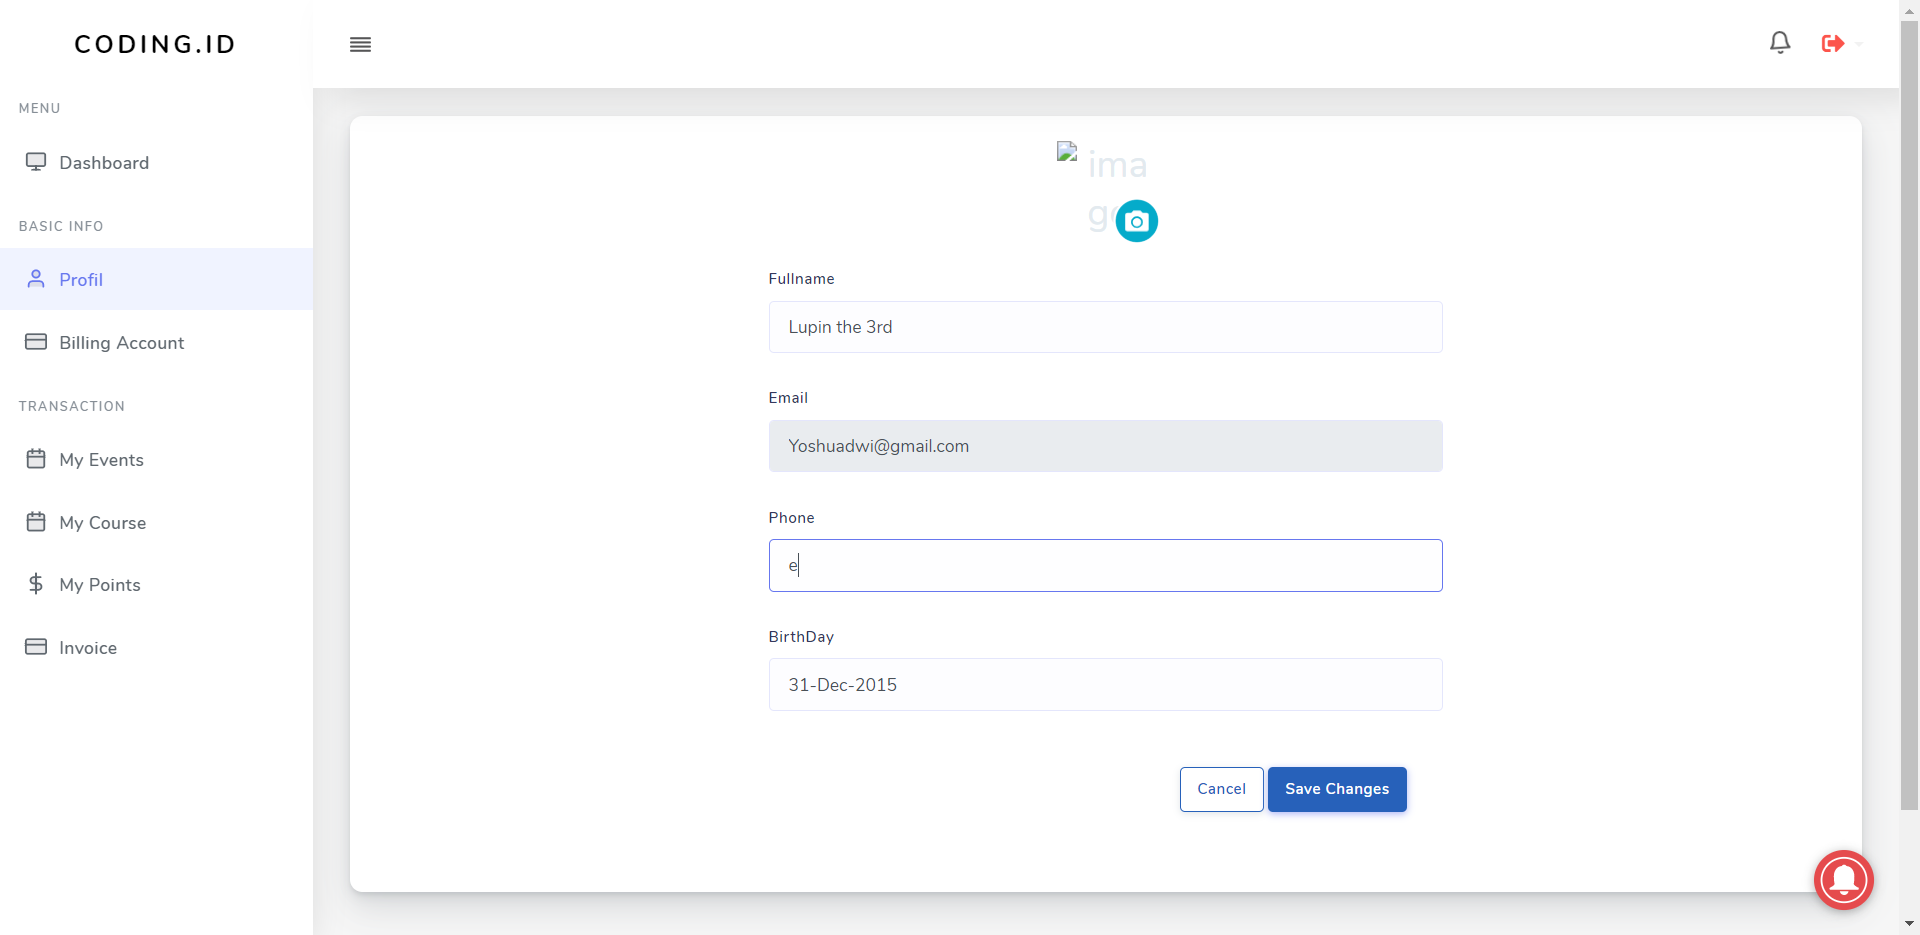 CODING.ID
MENU
Dashboard
BASIC INFO
Profil
Billing Account
TRANSACTION
My Events
My Course
My Points
Invoice
ima
ge
Fullname
Lupin the 3rd
Email
Yoshuadwi@gmail.com
Phone
e
BirthDay
31-Dec-2015
Cancel
Save Changes